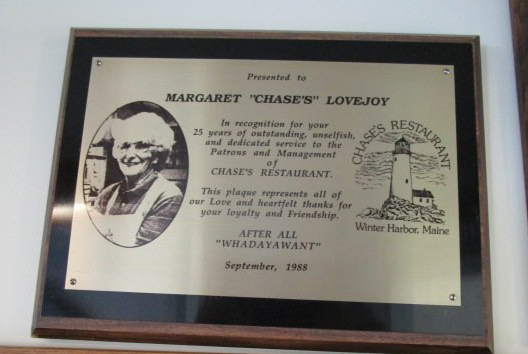 Presented to
MARGARET "CHASE'S" LOVEJOY
In recognition for your
25 years of outstanding, unselfish,
and dedicated service to the
Patrons and Management
of
CHASE'S RESTAURANT.
This plaque represents all of
our Love and heartfelt thanks for
your loyalty and Friendship.
AFTER ALL
"WHADAYAWANT"
September, 1988
CHASE'S RESTAURANT
Winter Harbor, Maine